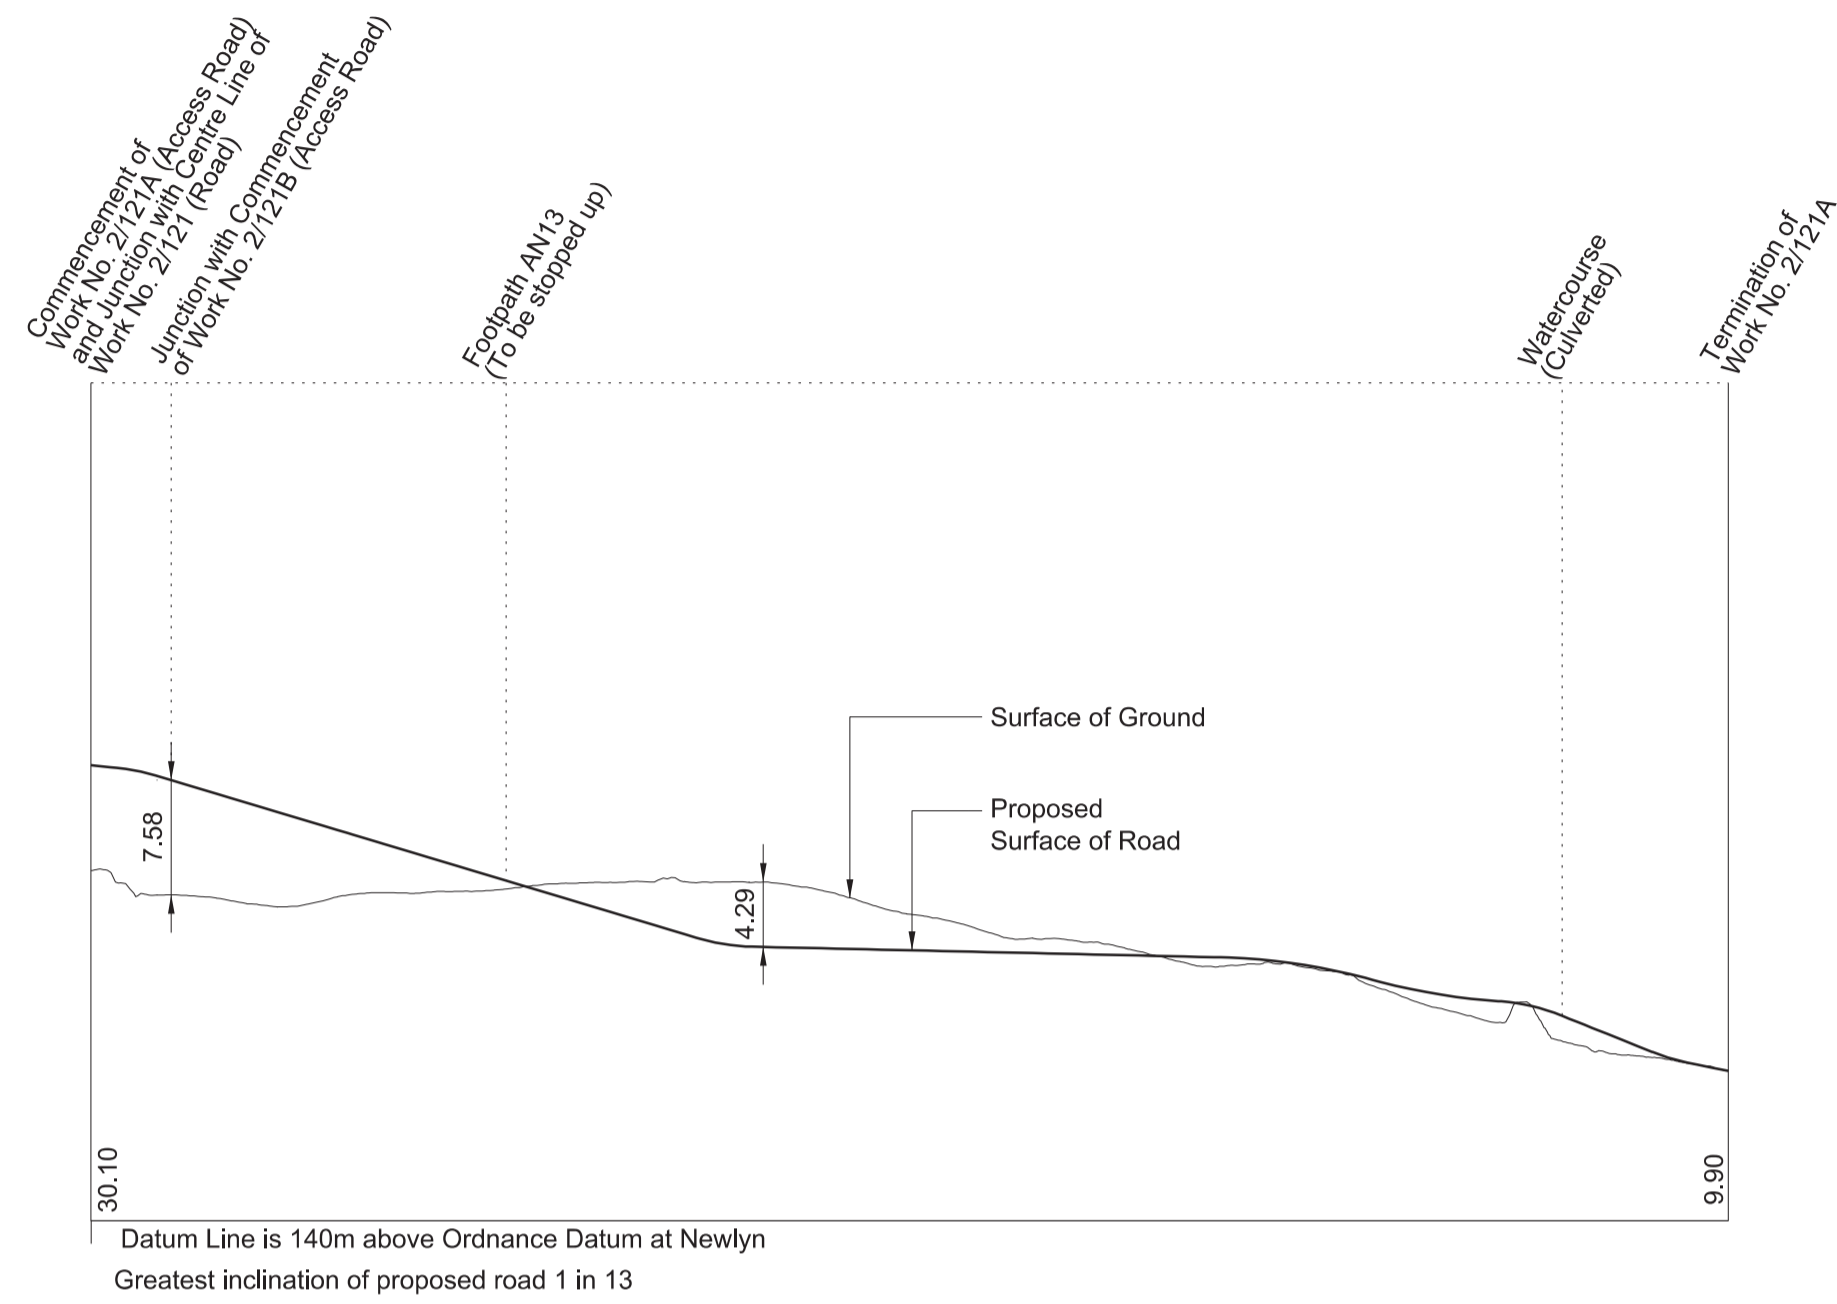 Commencement of
Work No. 2/121A (Access Road)
and Junction with Centre Line of
Work No. 2/121 (Road)
Junction with Commencement
of Work No. 2/121B (Access Road)
Footpath AN13
(To be stopped up)
Watercourse
(Culverted)
Termination of
Work No. 2/121A
Surface of Ground
Proposed
Surface of Road
7.58
4.29
30.10
9.90
Datum Line is 140m above Ordnance Datum at Newlyn
Greatest inclination of proposed road 1 in 13